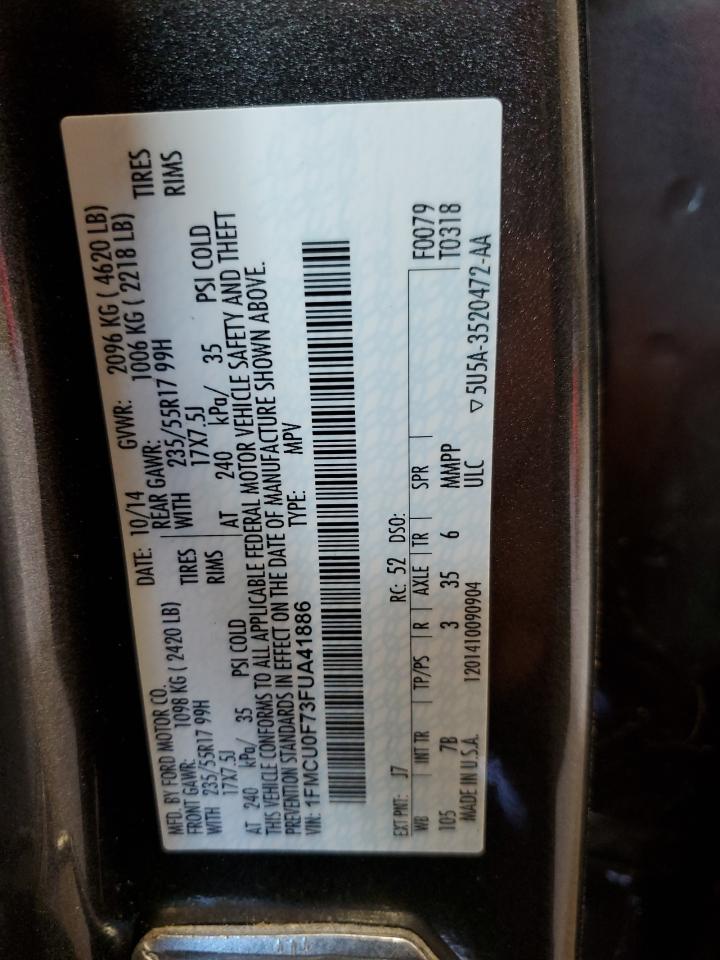 MFD. BY FORD MOTOR CO. DATE: 10/14 GVWR: 2096 KG ( 4620 LB)
FRONT GAWR: 1098 KG ( 2420 LB) REAR GAWR: 1006 KG ( 2218 LB)
WITH 235/55R17 99H TIRES WITH 235/55R17 99H TIRES
17X7.5J RIMS 17X7.5J RIMS
AT 240 kPa/ 35 PSI COLD AT 240 kPa/ 35 PSI COLD
THIS VEHICLE CONFORMS TO ALL APPLICABLE FEDERAL MOTOR VEHICLE SAFETY AND THEFT
PREVENTION STANDARDS IN EFFECT ON THE DATE OF MANUFACTURE SHOWN ABOVE.
VIN: 1FMCU0F73FUA41886 TYPE: MPV
EXT PNT: J7 RC: 52 DSO:
WB INT TR TP/PS R AXLE TR SPR F0079
105 7B 3 35 6 MMPP T0318
MADE IN U.S.A. 1201410090904 ULC ▽ 5U5A-3520472-AA